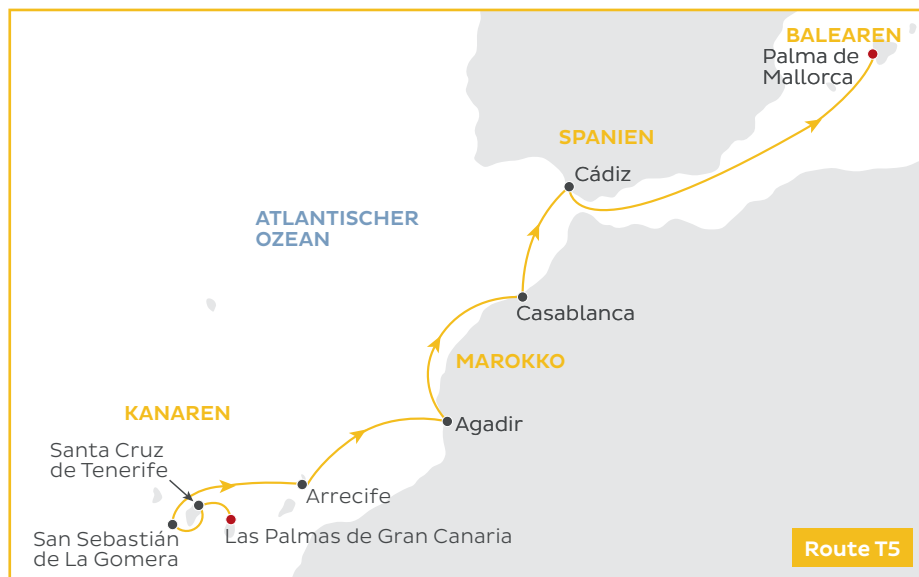 BALEAREN
Palma de
Mallorca
SPANIEN
Cádiz
ATLANTISCHER
OZEAN
Casablanca
MAROKKO
KANAREN
Agadir
Santa Cruz
de Tenerife
Arrecife
San Sebastián
de La Gomera
Las Palmas de Gran Canaria
Route T5